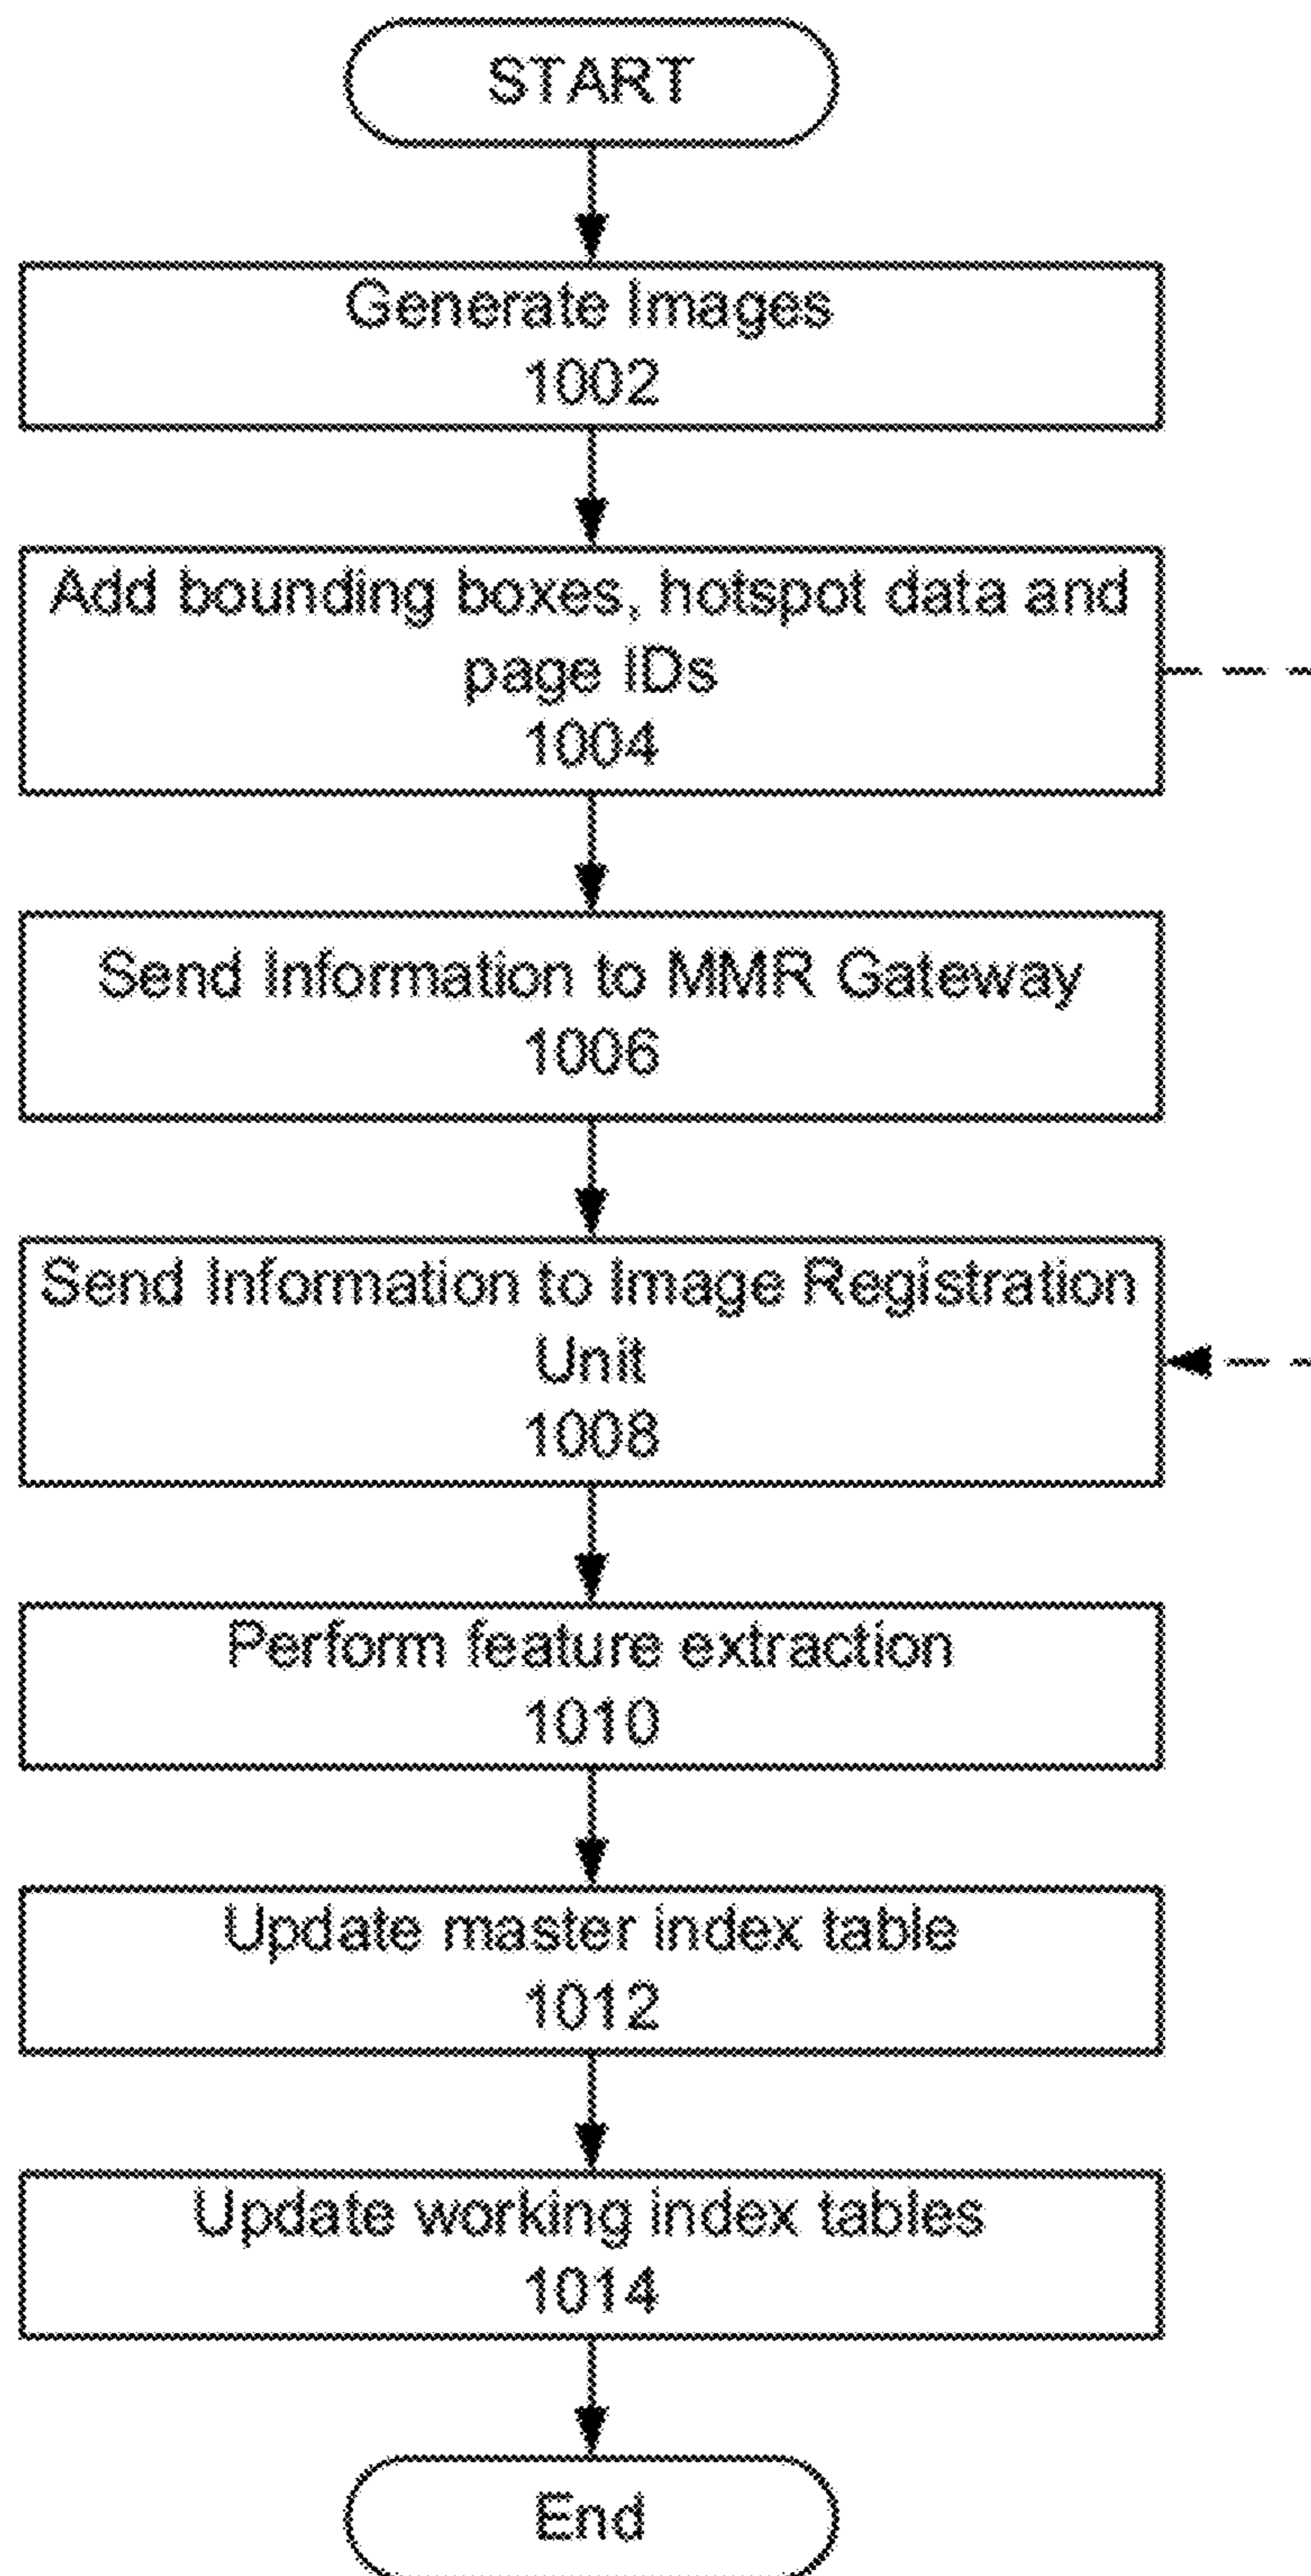 START
Generate Images
1002
Add bounding boxes, hotspot data and
page IDs
1004
Send Information to MMR Gateway
1006
Send Information to Image Registration
Unit
1008
Perform feature extraction
1010
Update master index table
1012
Update working index tables
1014
End